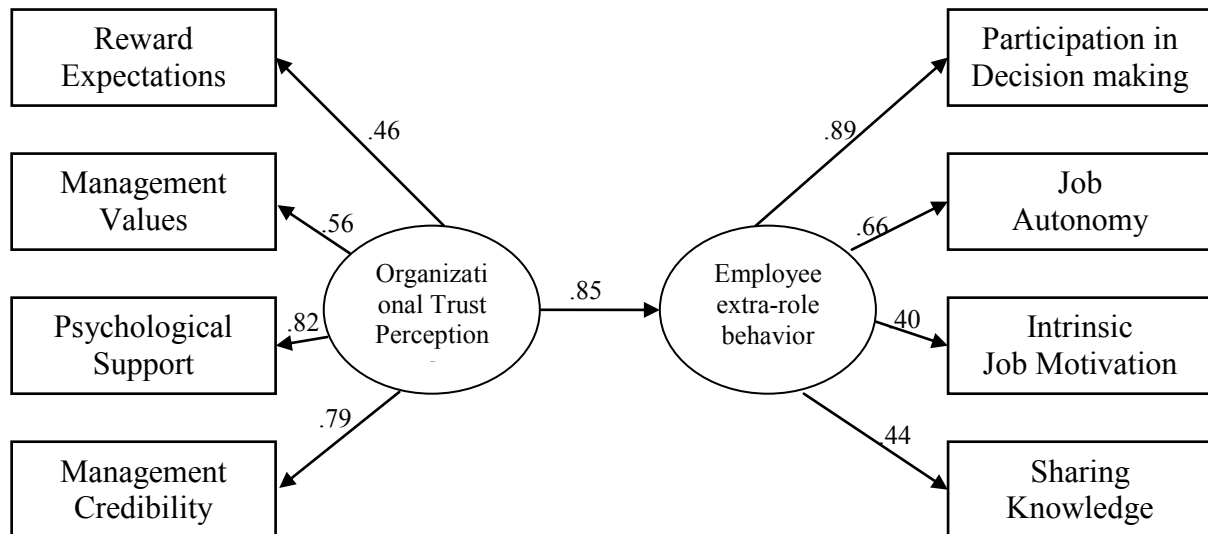 Reward
Expectations
.46
Management
Values
.56
Psychological
Support
.82
Management
Credibility
.79
Organizati
onal Trust
Perception
.85
Employee
extra-role
behavior
Participation in
Decision making
.89
Job
Autonomy
.66
Intrinsic
Job Motivation
.40
Sharing
Knowledge
.44